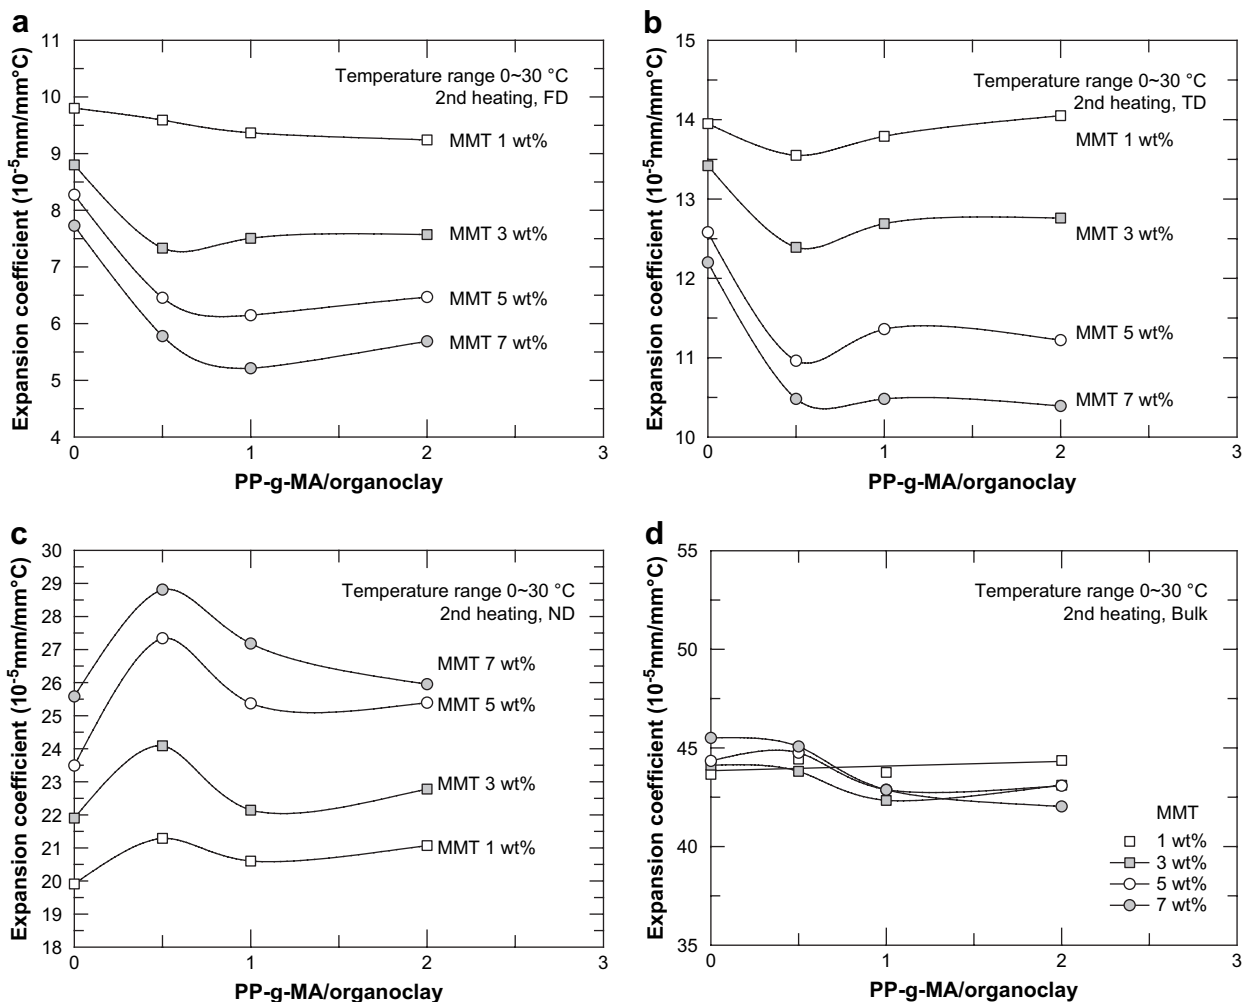 a
Expansion coefficient (10⁻⁵mm/mm°C)
11
10
9
8
7
6
5
4
Temperature range 0~30 °C
2nd heating, FD
MMT 1 wt%
MMT 3 wt%
MMT 5 wt%
MMT 7 wt%
0
1
2
3
PP-g-MA/organoclay
b
Expansion coefficient (10⁻⁵mm/mm°C)
15
14
13
12
11
10
Temperature range 0~30 °C
2nd heating, TD
MMT 1 wt%
MMT 3 wt%
MMT 5 wt%
MMT 7 wt%
0
1
2
3
PP-g-MA/organoclay
c
Expansion coefficient (10⁻⁵mm/mm°C)
30
29
28
27
26
25
24
23
22
21
20
19
18
Temperature range 0~30 °C
2nd heating, ND
MMT 7 wt%
MMT 5 wt%
MMT 3 wt%
MMT 1 wt%
0
1
2
3
PP-g-MA/organoclay
d
Expansion coefficient (10⁻⁵mm/mm°C)
55
45
45
43
35
Temperature range 0~30 °C
2nd heating, Bulk
MMT
1 wt%
3 wt%
5 wt%
7 wt%
0
1
2
3
PP-g-MA/organoclay